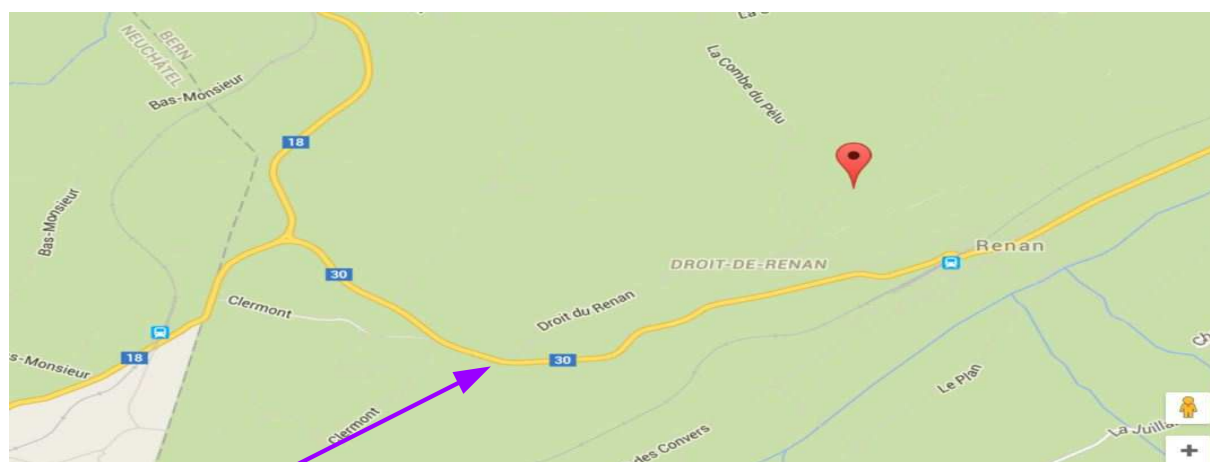 BERN
NEUCHÂTEL
Bas-Monsieur
La Combe du Pélu
18
Bas-Monsieur
Renan
DROIT-DE-RENAN
30
Clermont
Droit du Renan
18
30
s-Monsieur
Le Plan
Clermont
des Convers
La Juill
+